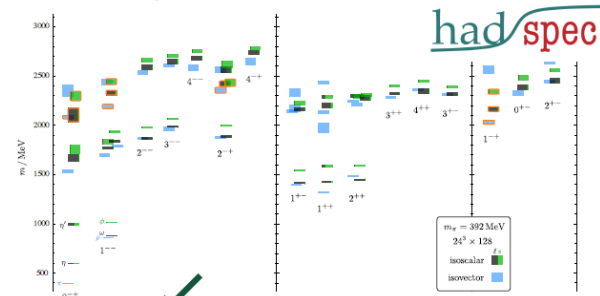 hadspec
3000
2500
2000
1500
1000
500
m / MeV
4⁻⁻
4⁻⁺
2⁻⁻
3⁻⁻
2⁻⁺
η′
η
ϕ
ω
1⁻⁻
3⁺⁺
4⁺⁺
3⁺⁻
1⁺⁻
1⁺⁺
2⁺⁺
1⁻⁺
0⁺⁻
2⁺⁻
mπ = 392 MeV
24³ × 128
ℓ s
isoscalar
isovector